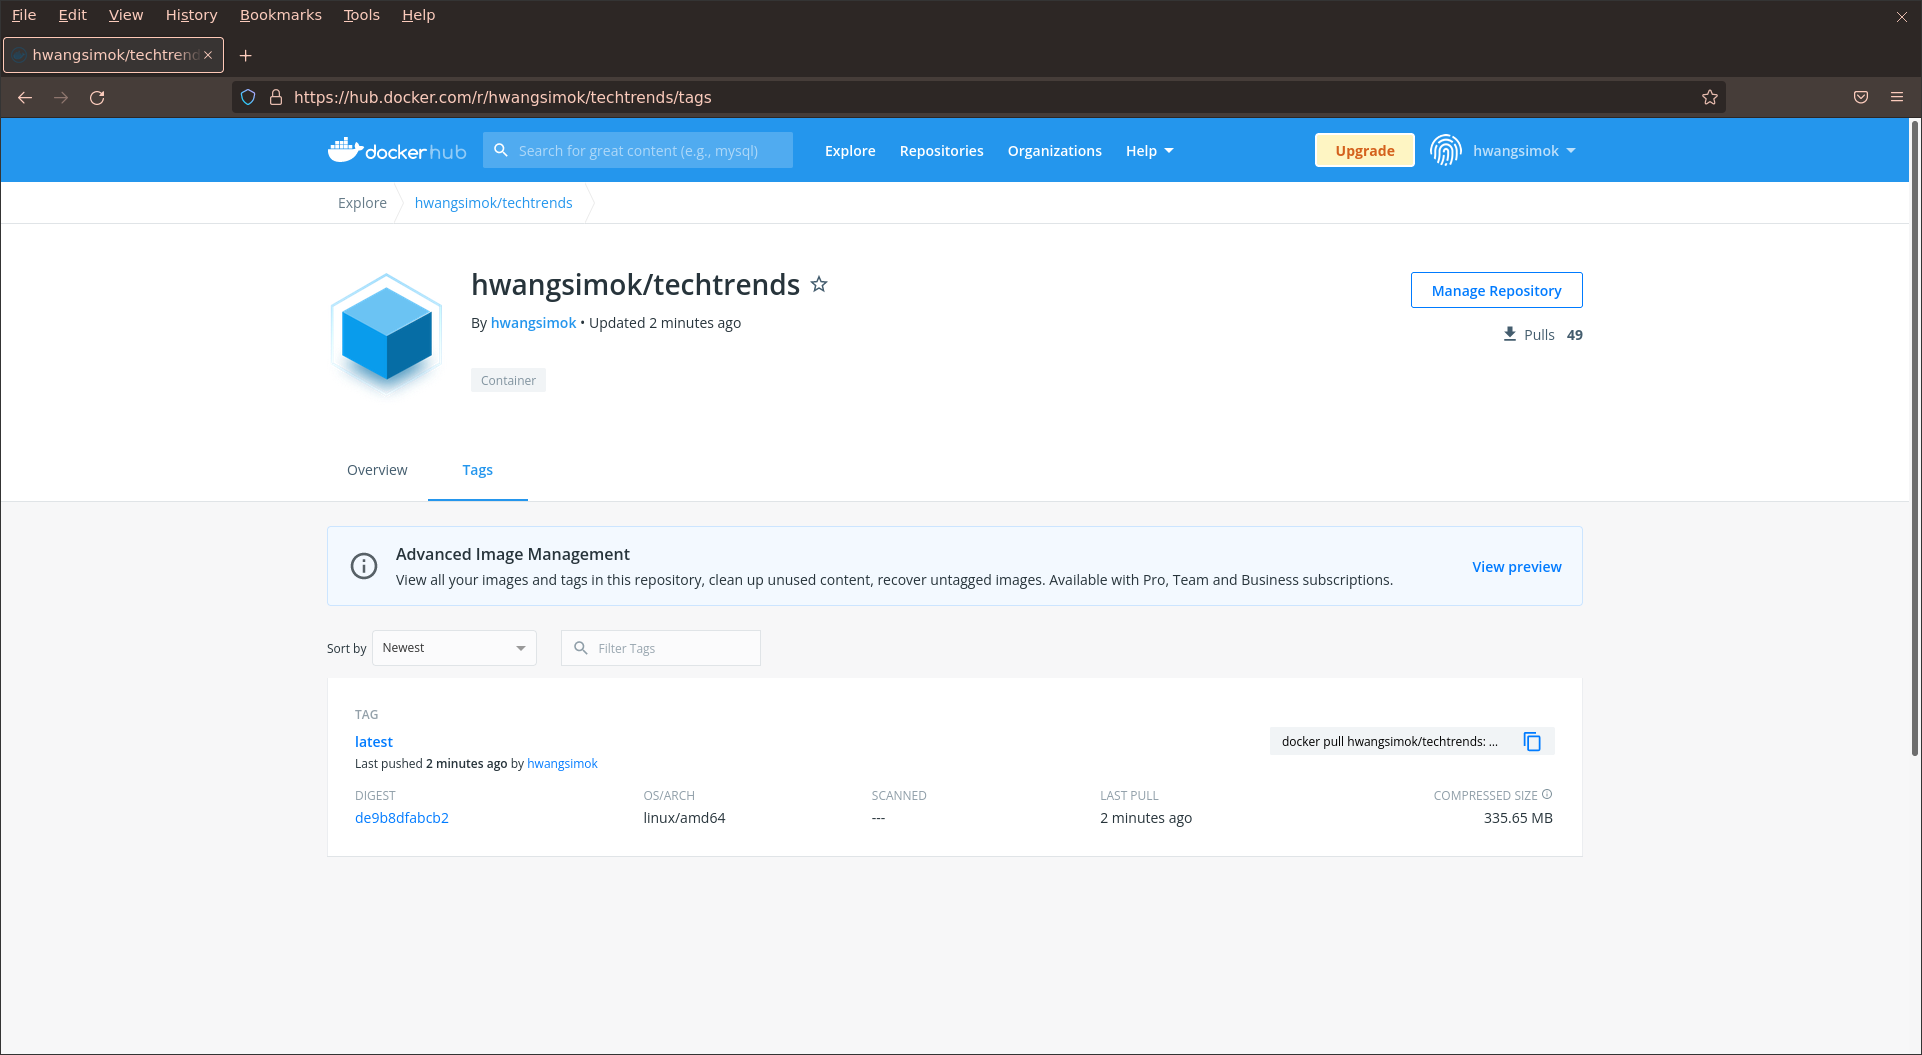 File Edit View History Bookmarks Tools Help
hwangsimok/techtrend
https://hub.docker.com/r/hwangsimok/techtrends/tags
docker hub Search for great content (e.g., mysql) Explore Repositories Organizations Help Upgrade hwangsimok
Explore hwangsimok/techtrends
hwangsimok/techtrends
Manage Repository
By hwangsimok • Updated 2 minutes ago
Pulls 49
Container
Overview Tags
Advanced Image Management
View all your images and tags in this repository, clean up unused content, recover untagged images. Available with Pro, Team and Business subscriptions.
View preview
Sort by Newest Filter Tags
TAG
latest
docker pull hwangsimok/techtrends: ...
Last pushed 2 minutes ago by hwangsimok
DIGEST OS/ARCH SCANNED LAST PULL COMPRESSED SIZE
de9b8dfabcb2 linux/amd64 --- 2 minutes ago 335.65 MB